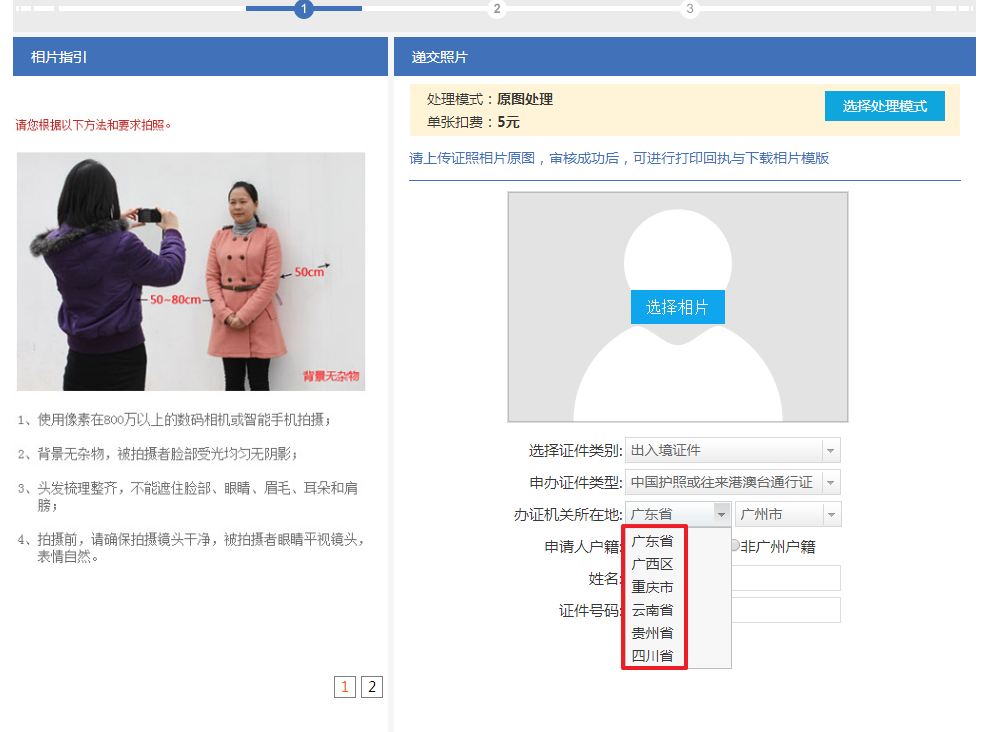 1
2
3
相片指引
请您根据以下方法和要求拍照。
50cm
50~80cm
背景无杂物
1、使用像素在800万以上的数码相机或智能手机拍摄；
2、背景无杂物，被拍摄者脸部受光均匀无阴影；
3、头发梳理整齐，不能遮住脸部、眼睛、眉毛、耳朵和肩
膀；
4、拍摄前，请确保拍摄镜头干净，被拍摄者眼睛平视镜头，
表情自然。
1 2
递交照片
处理模式：原图处理
单张扣费：5元
选择处理模式
请上传证照相片原图，审核成功后，可进行打印回执与下载相片模版
选择相片
选择证件类别: 出入境证件
申办证件类型: 中国护照或往来港澳台通行证
办证机关所在地: 广东省 广州市
申请人户籍: 非广州户籍
姓名:
证件号码:
广东省
广西区
重庆市
云南省
贵州省
四川省